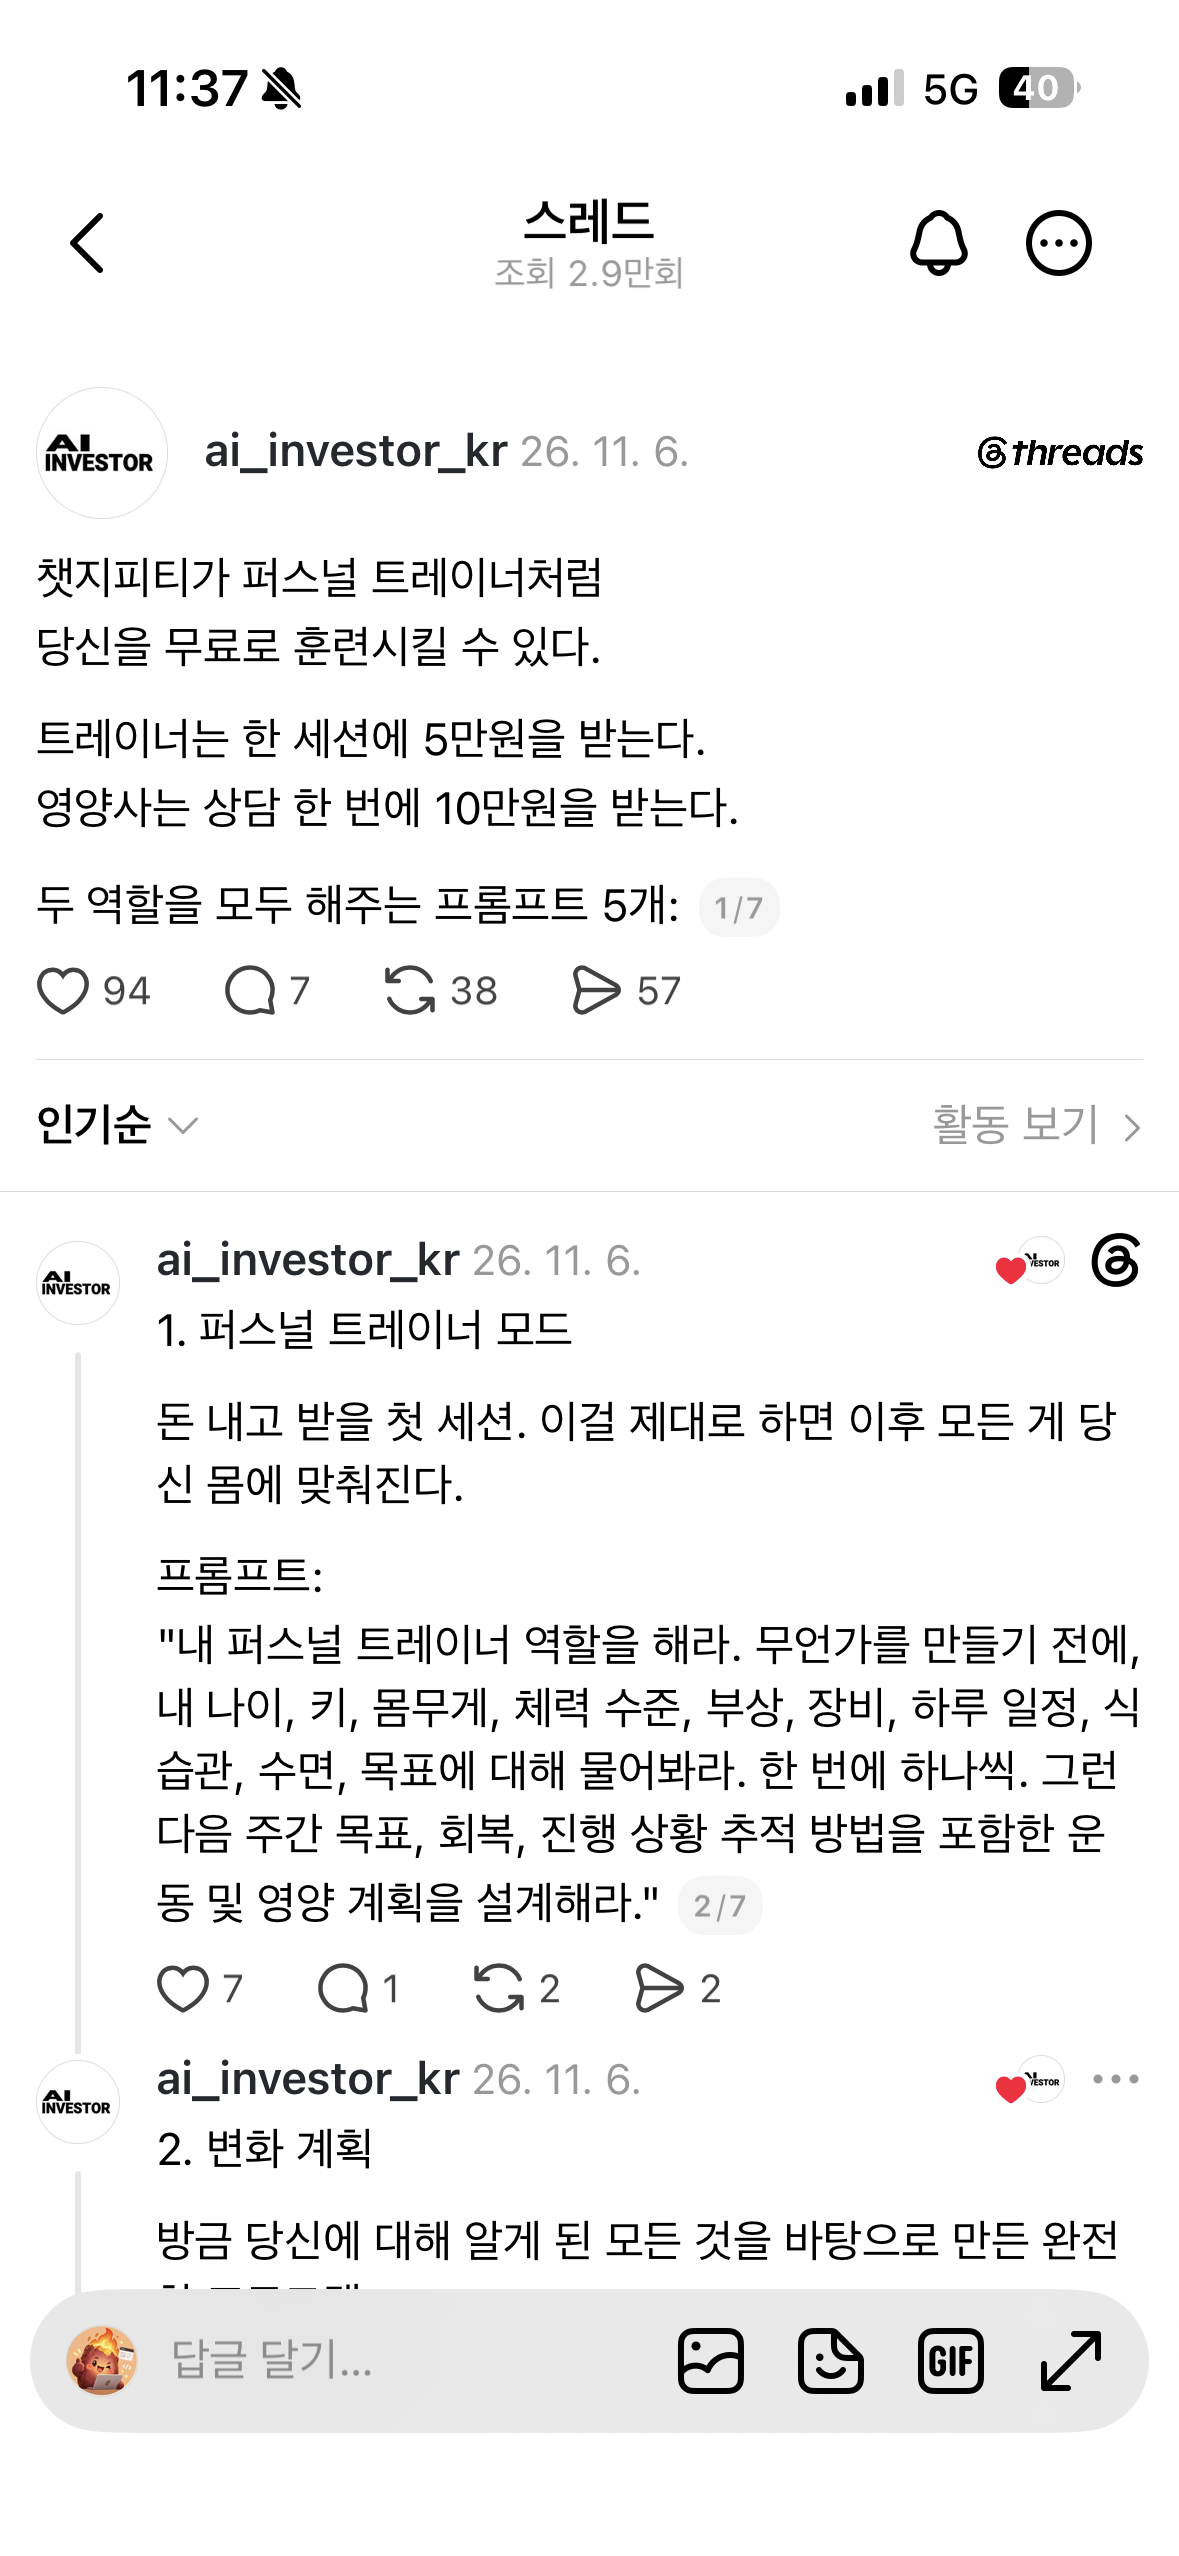 11:37
5G
40
스레드
조회 2.9만회
AI
INVESTOR
ai_investor_kr 26. 11. 6.
threads
챗지피티가 퍼스널 트레이너처럼
당신을 무료로 훈련시킬 수 있다.
트레이너는 한 세션에 5만원을 받는다.
영양사는 상담 한 번에 10만원을 받는다.
두 역할을 모두 해주는 프롬프트 5개: 1/7
94 7 38 57
인기순
활동 보기
AI
INVESTOR
ai_investor_kr 26. 11. 6.
1. 퍼스널 트레이너 모드
돈 내고 받을 첫 세션. 이걸 제대로 하면 이후 모든 게 당
신 몸에 맞춰진다.
프롬프트:
"내 퍼스널 트레이너 역할을 해라. 무언가를 만들기 전에,
내 나이, 키, 몸무게, 체력 수준, 부상, 장비, 하루 일정, 식
습관, 수면, 목표에 대해 물어봐라. 한 번에 하나씩. 그런
다음 주간 목표, 회복, 진행 상황 추적 방법을 포함한 운
동 및 영양 계획을 설계해라." 2/7
7 1 2 2
AI
INVESTOR
ai_investor_kr 26. 11. 6.
2. 변화 계획
방금 당신에 대해 알게 된 모든 것을 바탕으로 만든 완전
답글 달기...
GIF